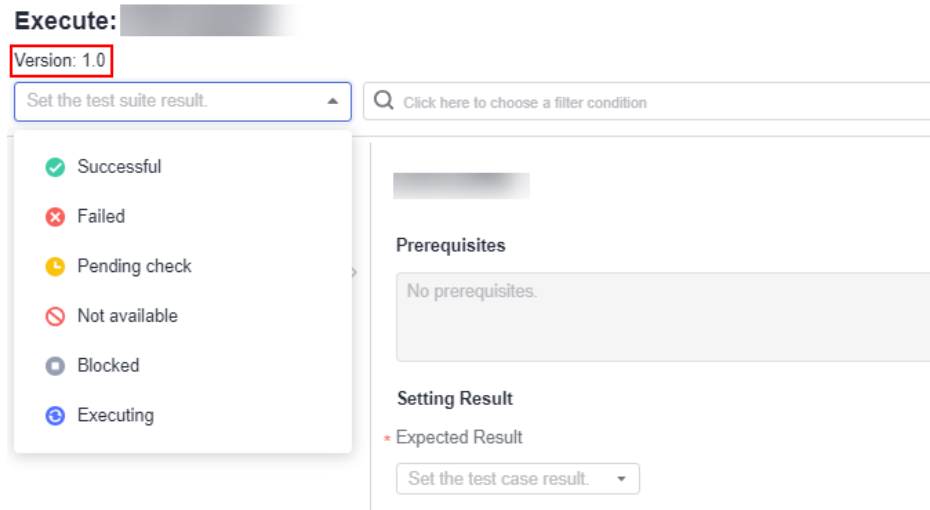 Execute:
Version: 1.0
Set the test suite result.
Click here to choose a filter condition
Successful
Failed
Pending check
Not available
Blocked
Executing
Prerequisites
No prerequisites.
Setting Result
* Expected Result
Set the test case result.